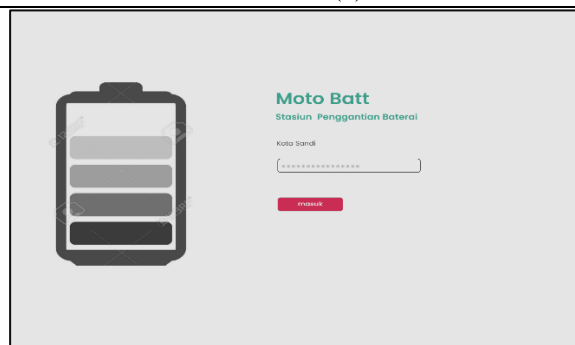 Moto Batt
Stasiun Penggantian Baterai
Kata Sandi
****************
masuk